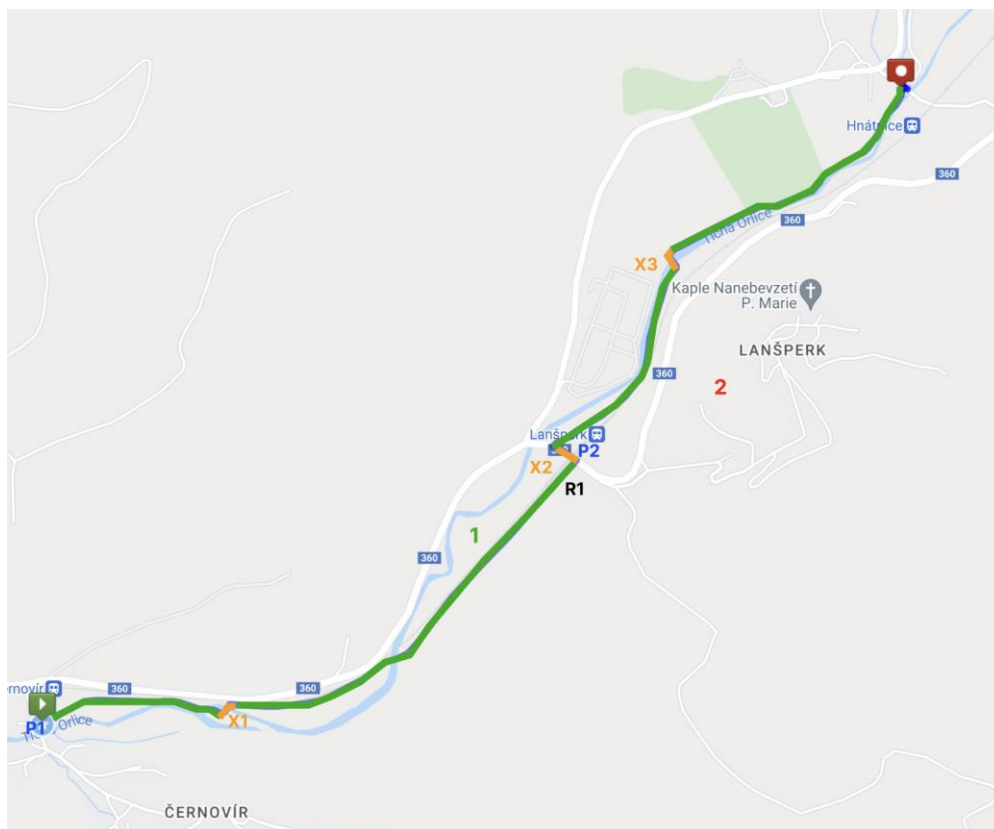 Hnátnice
360
360
Tichá Orlice
X3
Kaple Nanebevzetí
P. Marie
LANŠPERK
360
2
Lanšperk
P2
X2
R1
1
360
360
360
X1
P1
Tichá Orlice
ČERNOVÍR